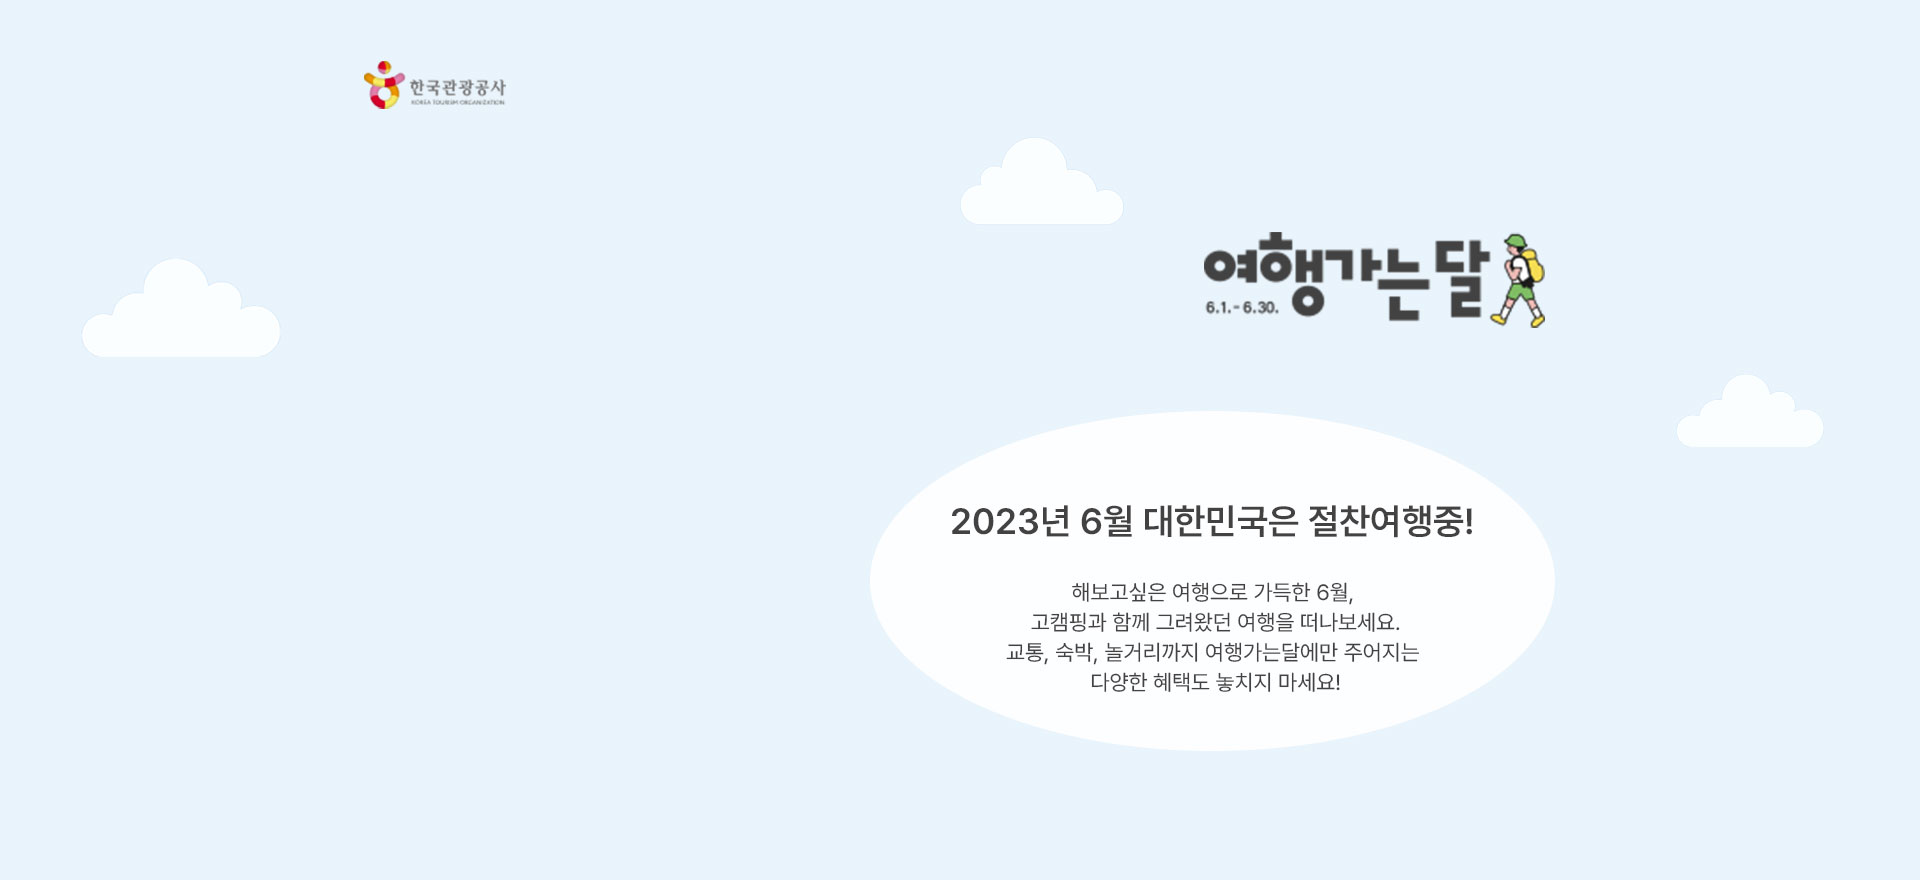 한국관광공사
KOREA TOURISM ORGANIZATION
여행가는달
6.1.-6.30.
2023년 6월 대한민국은 절찬여행중!
해보고싶은 여행으로 가득한 6월,
고캠핑과 함께 그려왔던 여행을 떠나보세요.
교통, 숙박, 놀거리까지 여행가는달에만 주어지는
다양한 혜택도 놓치지 마세요!